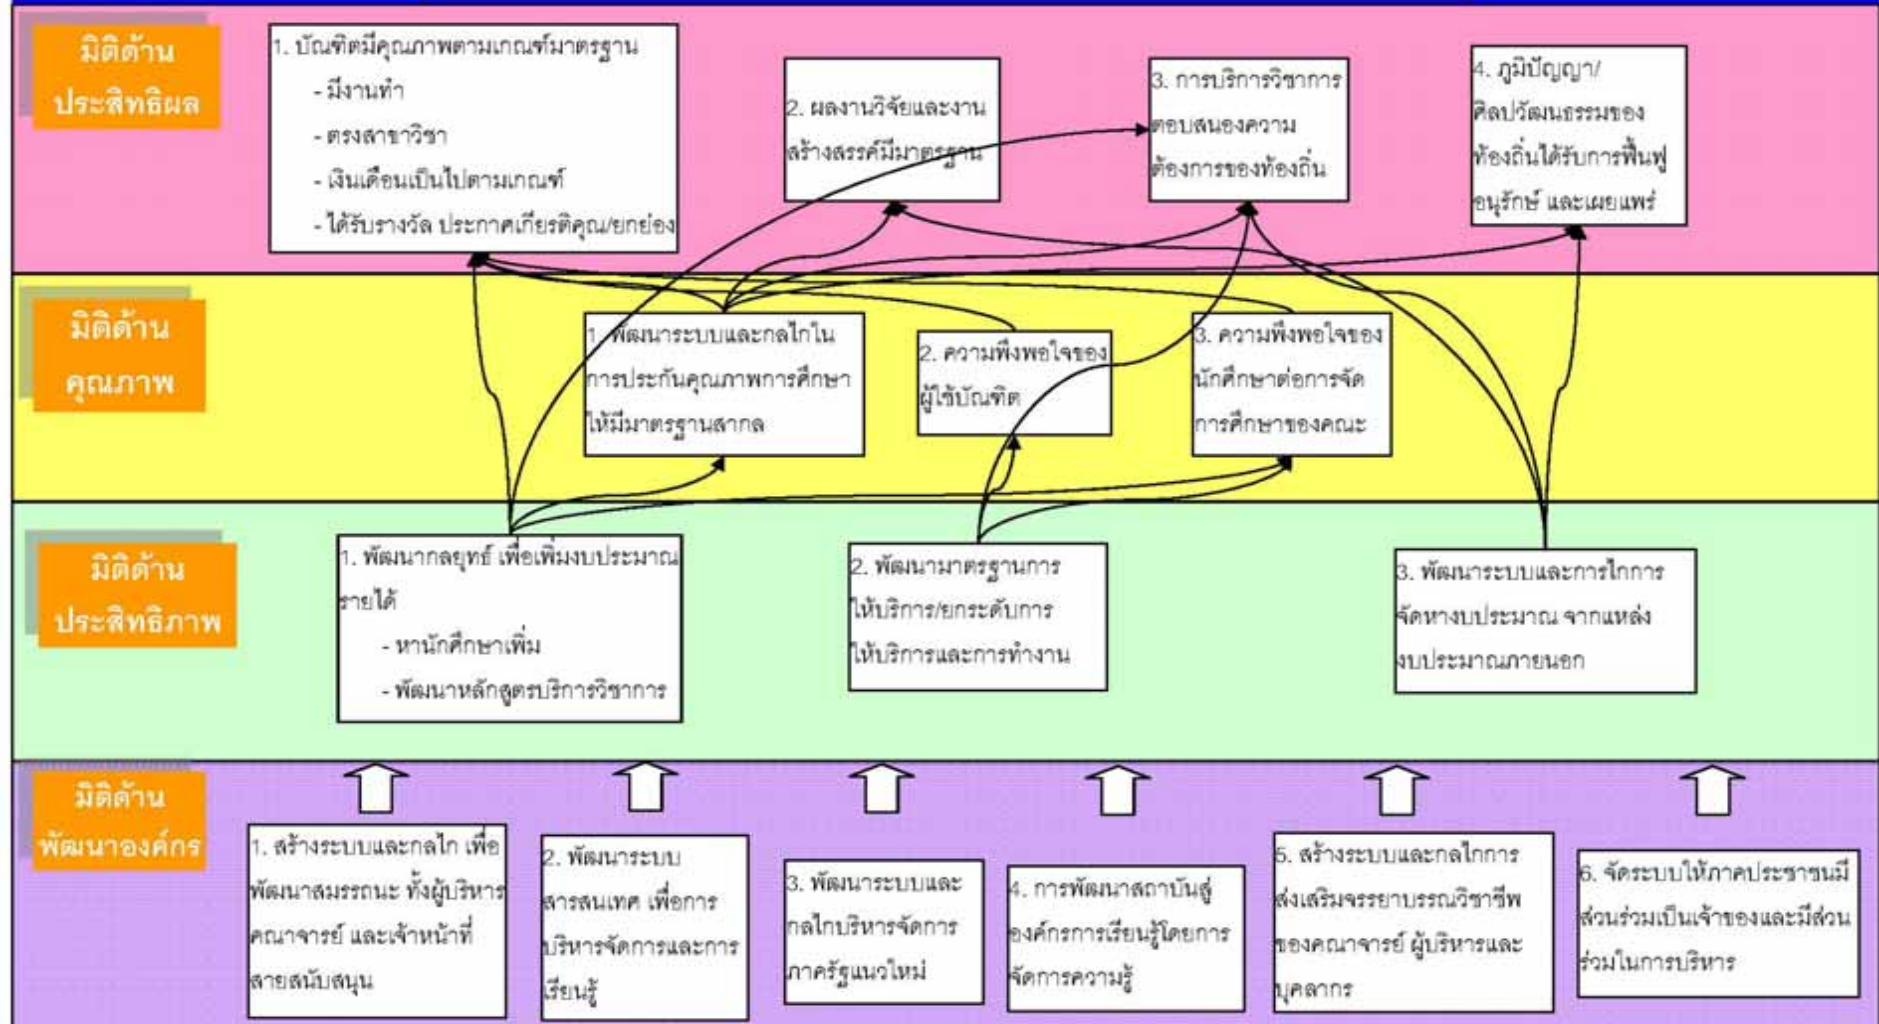 มิติด้าน
ประสิทธิผล
1. บัณฑิตมีคุณภาพตามเกณฑ์มาตรฐาน
- มีงานทำ
- ตรงสาขาวิชา
- เงินเดือนเป็นไปตามเกณฑ์
- ได้รับรางวัล ประกาศเกียรติคุณ/ยกย่อง
2. ผลงานวิจัยและงาน
สร้างสรรค์มีมาตรฐาน
3. การบริการวิชาการ
ตอบสนองความ
ต้องการของท้องถิ่น
4. ภูมิปัญญา/
ศิลปวัฒนธรรมของ
ท้องถิ่นได้รับการฟื้นฟู
อนุรักษ์ และเผยแพร่
มิติด้าน
คุณภาพ
1. พัฒนาระบบและกลไกใน
การประกันคุณภาพการศึกษา
ให้มีมาตรฐานสากล
2. ความพึงพอใจของ
ผู้ใช้บัณฑิต
3. ความพึงพอใจของ
นักศึกษาต่อการจัด
การศึกษาของคณะ
มิติด้าน
ประสิทธิภาพ
1. พัฒนากลยุทธ์ เพื่อเพิ่มงบประมาณ
รายได้
- หานักศึกษาเพิ่ม
- พัฒนาหลักสูตรบริการวิชาการ
2. พัฒนามาตรฐานการ
ให้บริการ/ยกระดับการ
ให้บริการและการทำงาน
3. พัฒนาระบบและการไกการ
จัดหางบประมาณ จากแหล่ง
งบประมาณภายนอก
มิติด้าน
พัฒนาองค์กร
1. สร้างระบบและกลไก เพื่อ
พัฒนาสมรรถนะ ทั้งผู้บริหาร
คณาจารย์ และเจ้าหน้าที่
สายสนับสนุน
2. พัฒนาระบบ
สารสนเทศ เพื่อการ
บริหารจัดการและการ
เรียนรู้
3. พัฒนาระบบและ
กลไกบริหารจัดการ
ภาครัฐแนวใหม่
4. การพัฒนาสถาบันสู่
องค์กรการเรียนรู้โดยการ
จัดการความรู้
5. สร้างระบบและกลไกการ
ส่งเสริมจรรยาบรรณวิชาชีพ
ของคณาจารย์ ผู้บริหารและ
บุคลากร
6. จัดระบบให้ภาคประชาชนมี
ส่วนร่วมเป็นเจ้าของและมีส่วน
ร่วมในการบริหาร